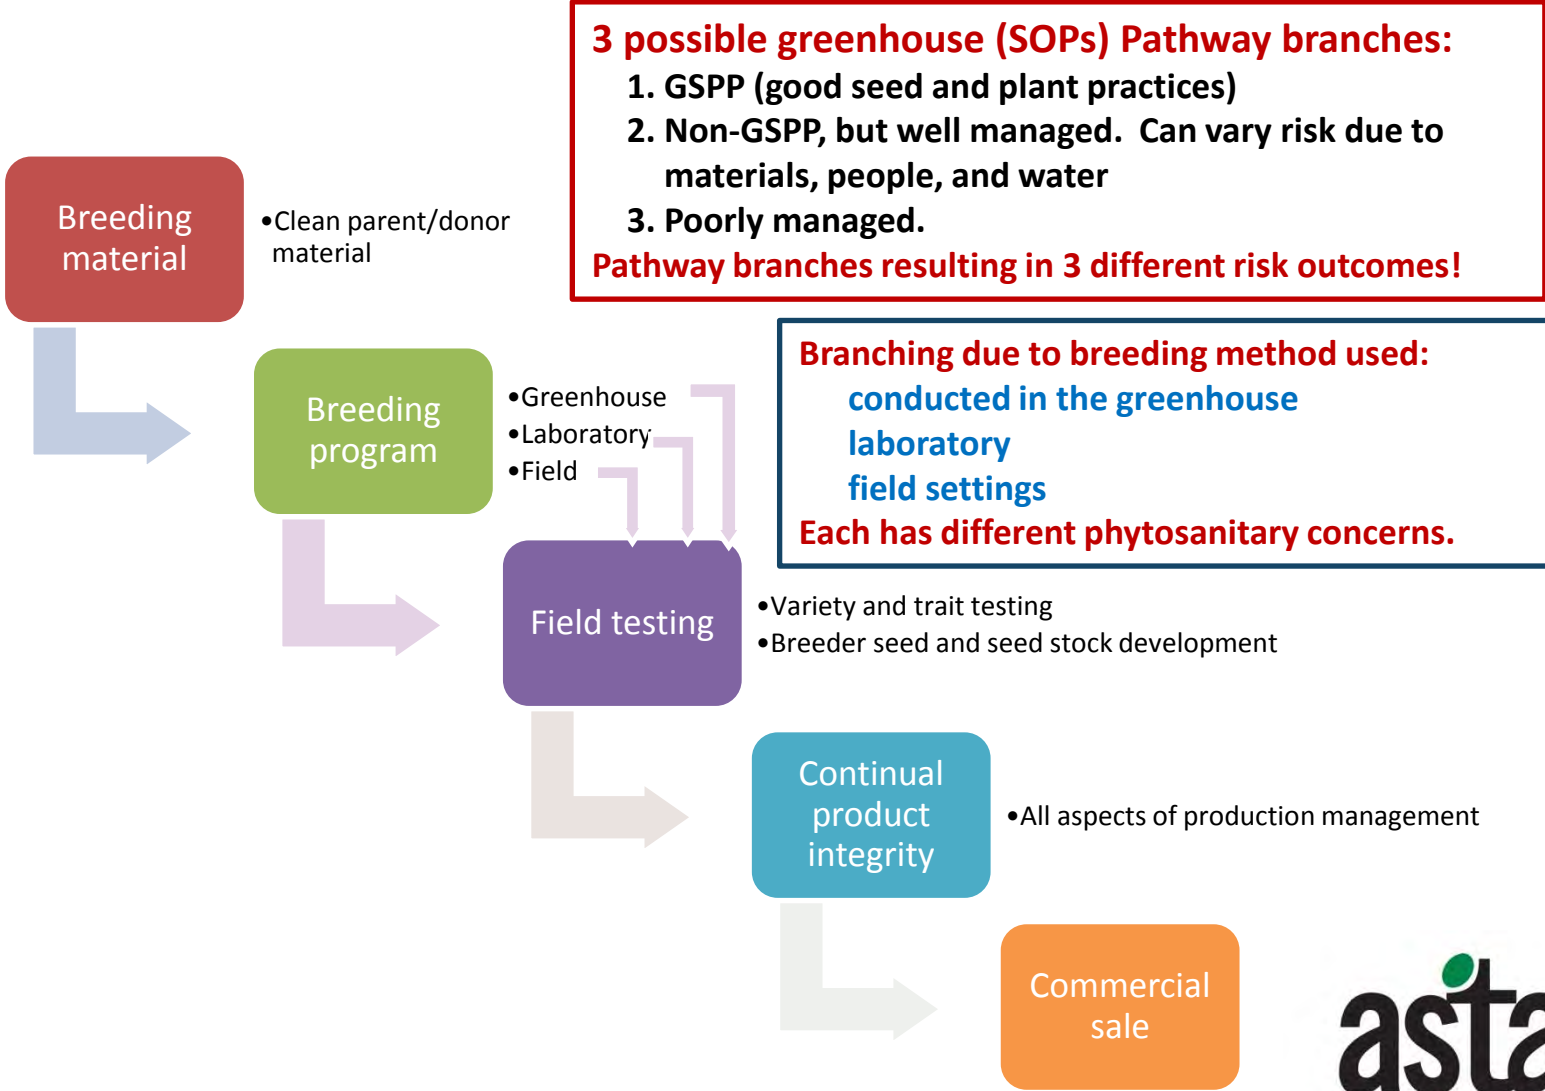 3 possible greenhouse (SOPs) Pathway branches:
1. GSPP (good seed and plant practices)
2. Non-GSPP, but well managed.  Can vary risk due to
materials, people, and water
3. Poorly managed.
Pathway branches resulting in 3 different risk outcomes!
Breeding
material
•Clean parent/donor
material
Branching due to breeding method used:
conducted in the greenhouse
laboratory
field settings
Each has different phytosanitary concerns.
Breeding
program
•Greenhouse
•Laboratory
•Field
Field testing
•Variety and trait testing
•Breeder seed and seed stock development
Continual
product
integrity
•All aspects of production management
Commercial
sale
asta